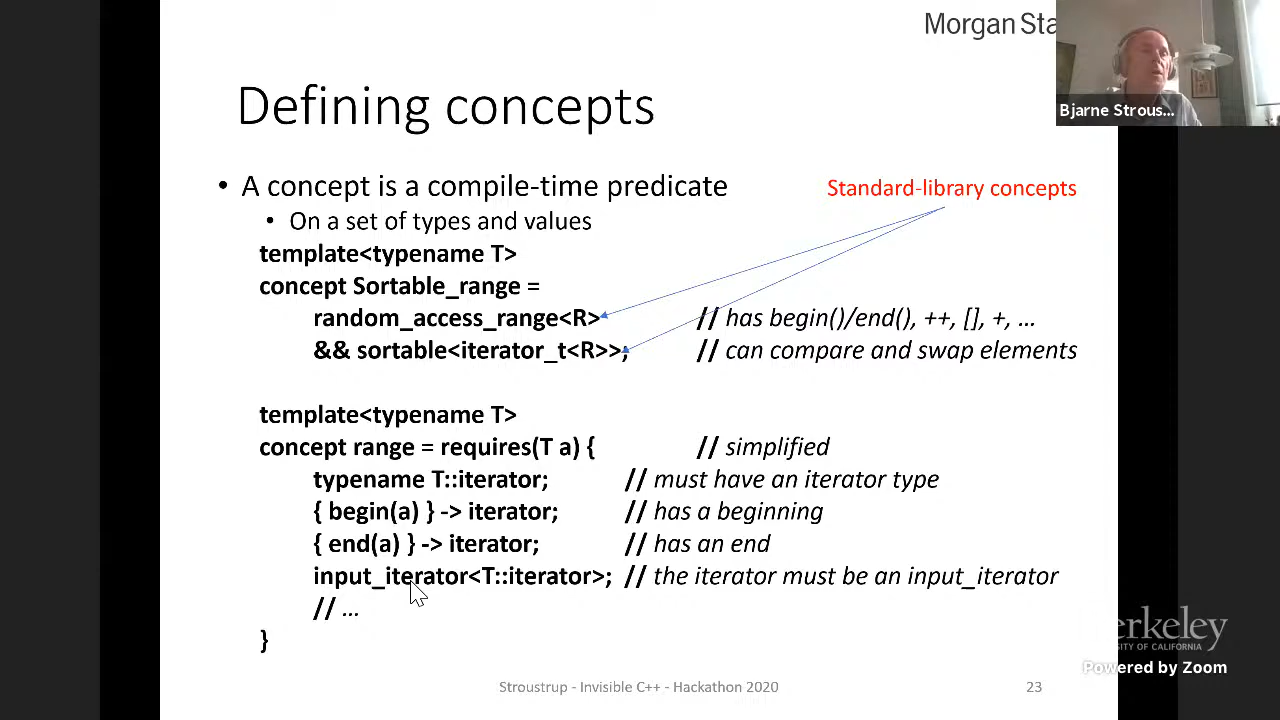 Morgan Sta
Bjarne Strous...
Defining concepts
• A concept is a compile-time predicate
Standard-library concepts
• On a set of types and values
template<typename T>
concept Sortable_range =
random_access_range<R> // has begin()/end(), ++, [], +, …
&& sortable<iterator_t<R>>; // can compare and swap elements
template<typename T>
concept range = requires(T a) { // simplified
typename T::iterator; // must have an iterator type
{ begin(a) } -> iterator; // has a beginning
{ end(a) } -> iterator; // has an end
input_iterator<T::iterator>; // the iterator must be an input_iterator
// …
}
erkeley
SITY OF CALIFORNIA
Powered by Zoom
Stroustrup - Invisible C++ - Hackathon 2020
23